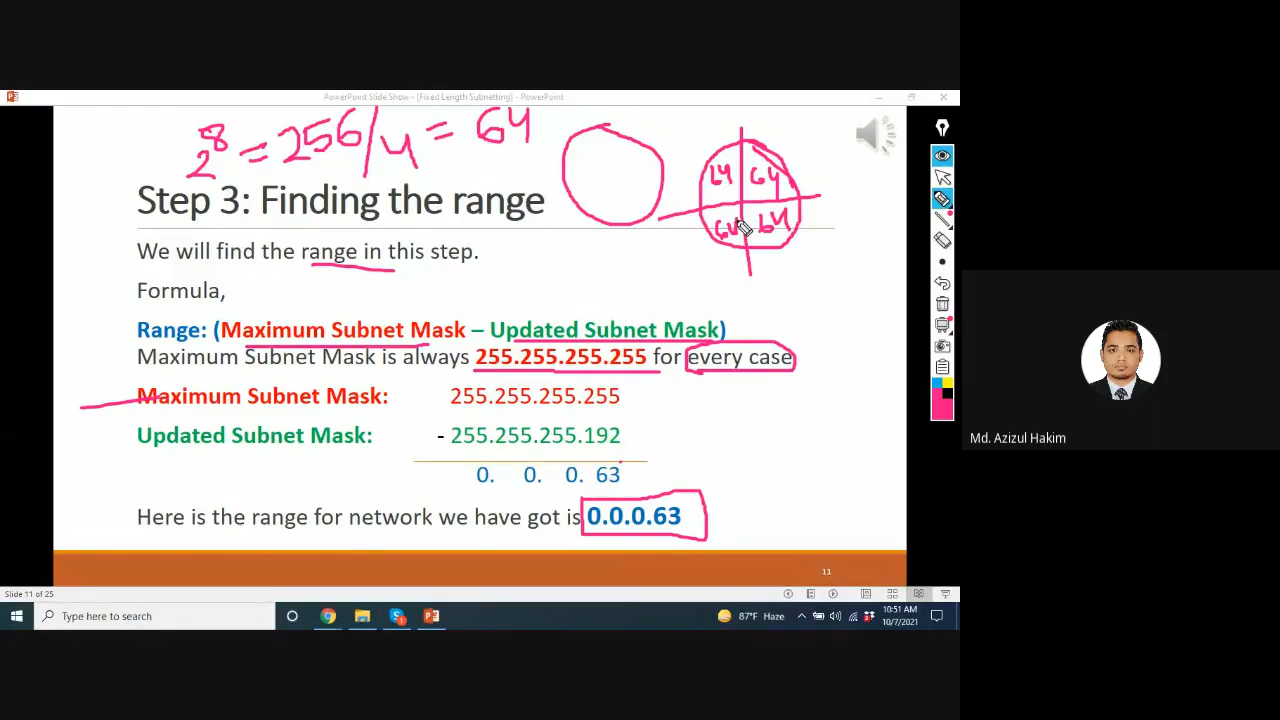 PowerPoint Slide Show - [Fixed Length Subnetting] - PowerPoint
2^8 = 256/4 = 64
64 64
64 64
Step 3: Finding the range
We will find the range in this step.
Formula,
Range: (Maximum Subnet Mask – Updated Subnet Mask)
Maximum Subnet Mask is always 255.255.255.255 for every case
Maximum Subnet Mask: 255.255.255.255
Updated Subnet Mask: - 255.255.255.192
0. 0. 0. 63
Here is the range for network we have got is 0.0.0.63
11
Slide 11 of 25
Type here to search
87°F Haze
10:51 AM
10/7/2021
Md. Azizul Hakim